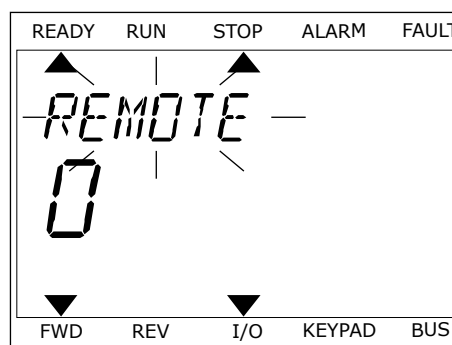 READY RUN STOP ALARM FAULT
REMOTE
0
FWD REV I/O KEYPAD BUS